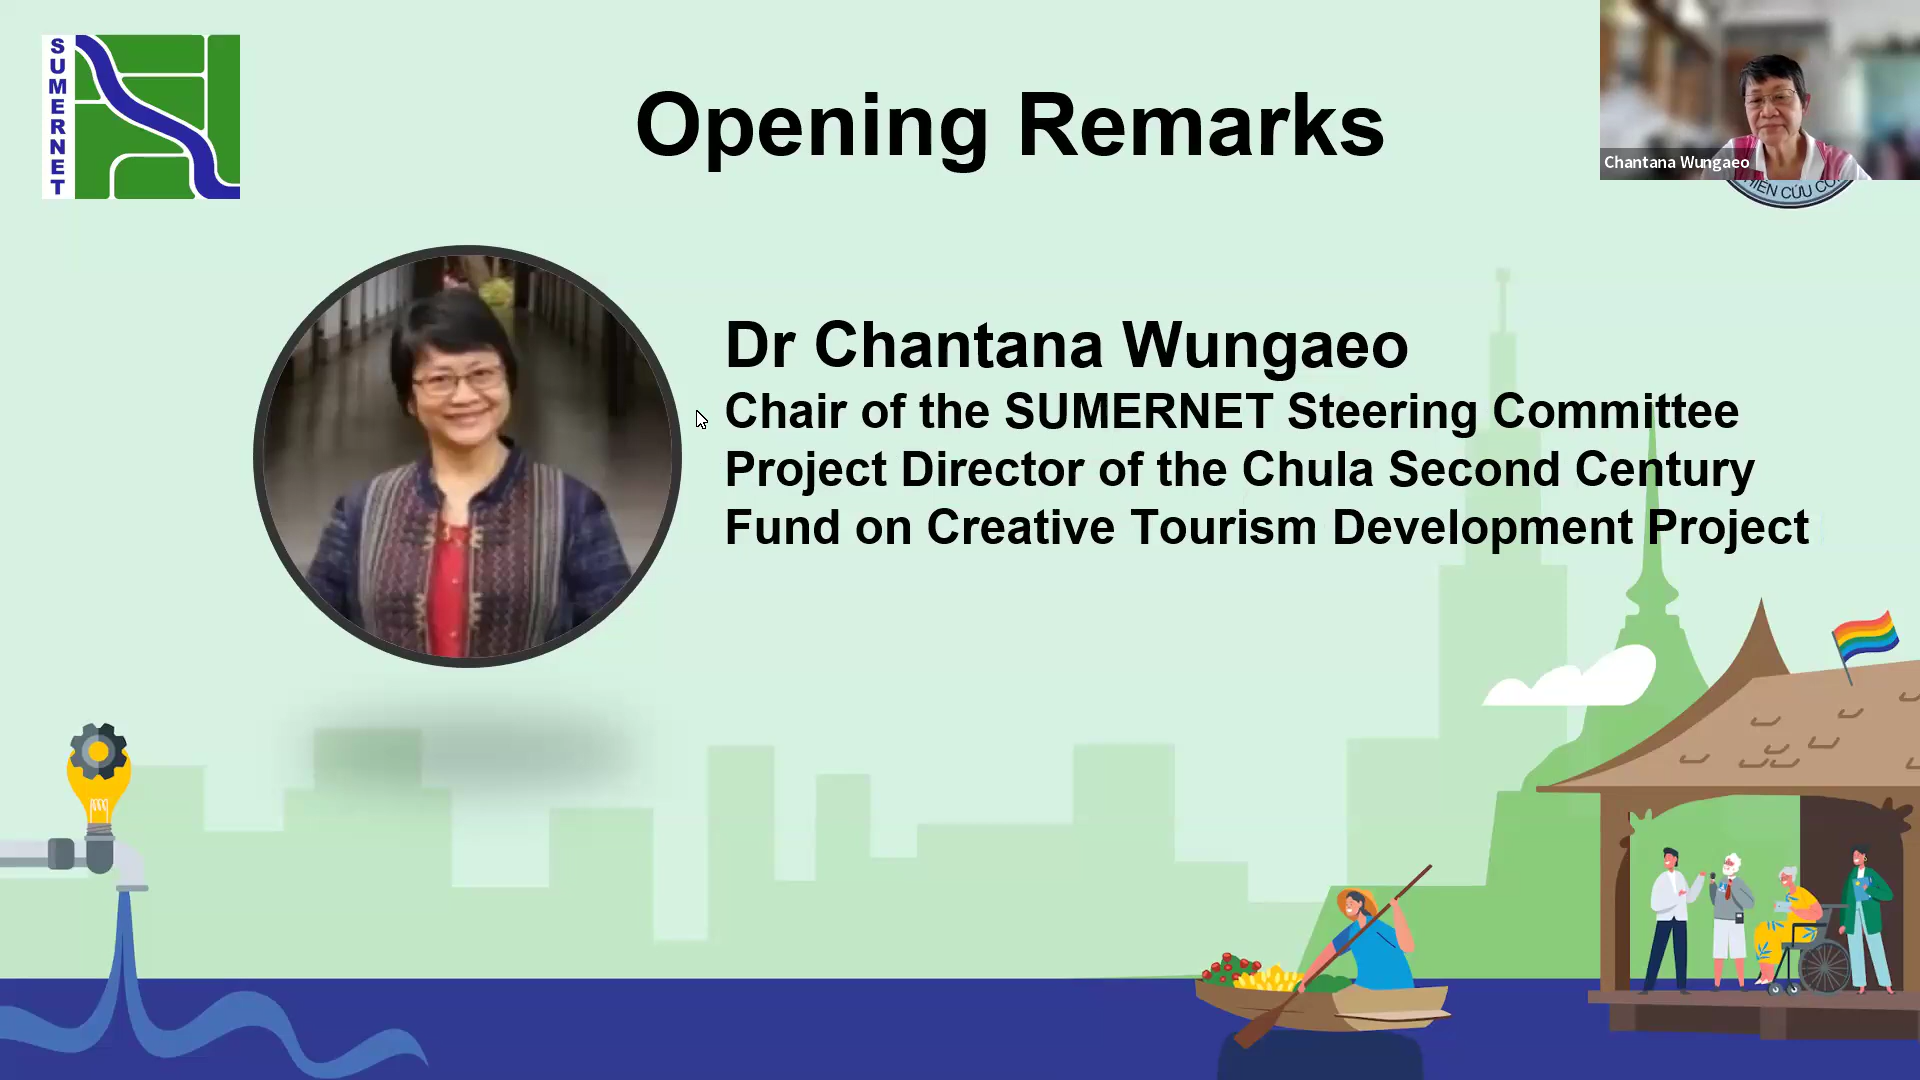 SUMERNET
Opening Remarks
Chantana Wungaeo
CỨU
Dr Chantana Wungaeo
Chair of the SUMERNET Steering Committee
Project Director of the Chula Second Century
Fund on Creative Tourism Development Project